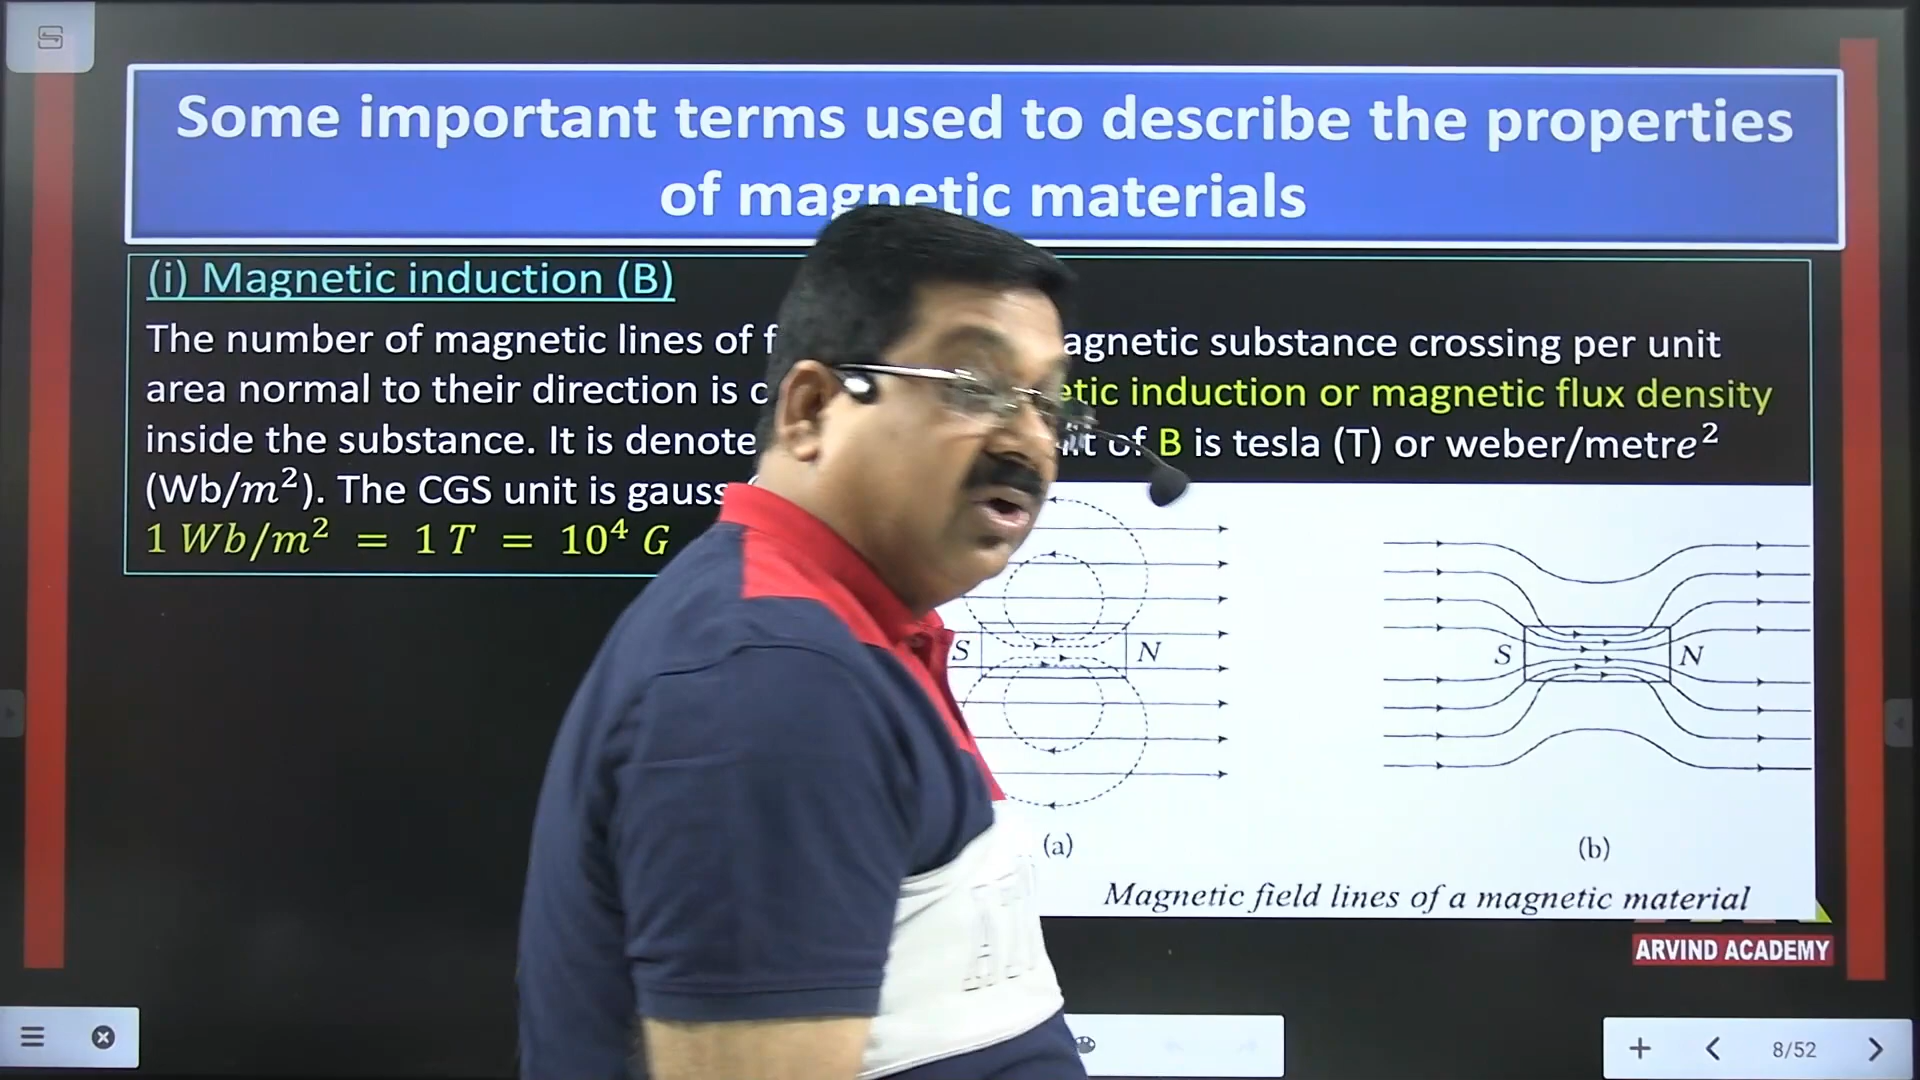 Some important terms used to describe the properties
of magnetic materials
(i) Magnetic induction (B)
The number of magnetic lines of agnetic substance crossing per unit
area normal to their direction is etic induction or magnetic flux density
inside the substance. It is denote of B is tesla (T) or weber/metre²
(Wb/m²). The CGS unit is gauss
1 Wb/m² = 1 T = 10⁴ G
S N
S N
(a) (b)
Magnetic field lines of a magnetic material
ARVIND ACADEMY
8/52